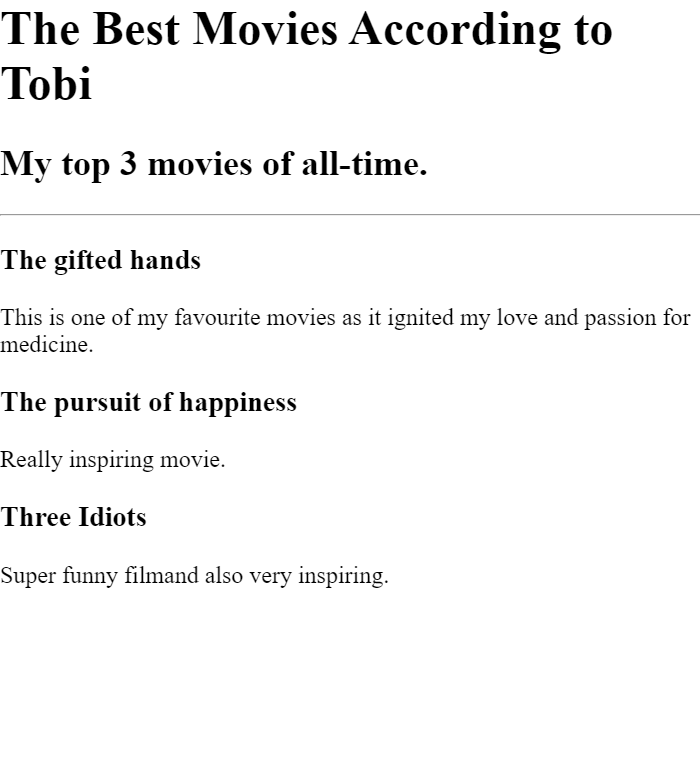 The Best Movies According to
Tobi
My top 3 movies of all-time.
The gifted hands
This is one of my favourite movies as it ignited my love and passion for
medicine.
The pursuit of happiness
Really inspiring movie.
Three Idiots
Super funny filmand also very inspiring.